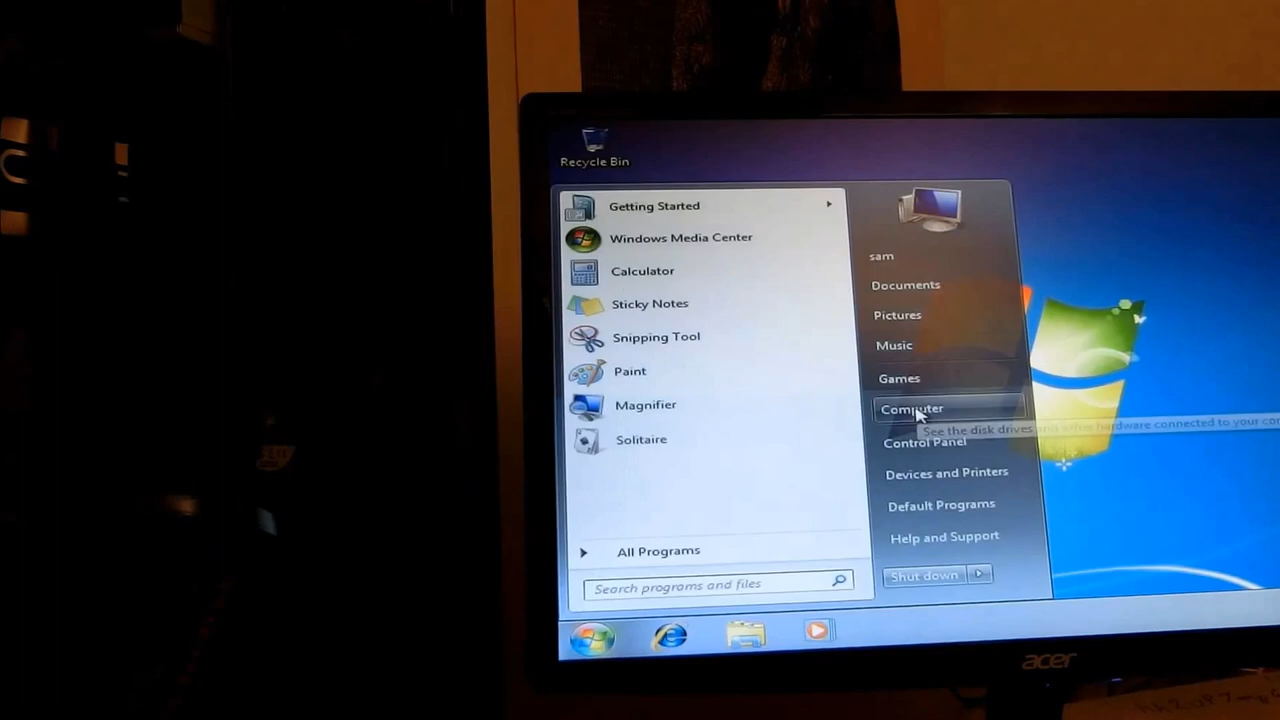 Recycle Bin
Getting Started
Windows Media Center
Calculator
Sticky Notes
Snipping Tool
Paint
Magnifier
Solitaire
All Programs
Search programs and files
sam
Documents
Pictures
Music
Games
Computer
See the disk drives and other hardware connected to your
Control Panel
Devices and Printers
Default Programs
Help and Support
Shut down
acer